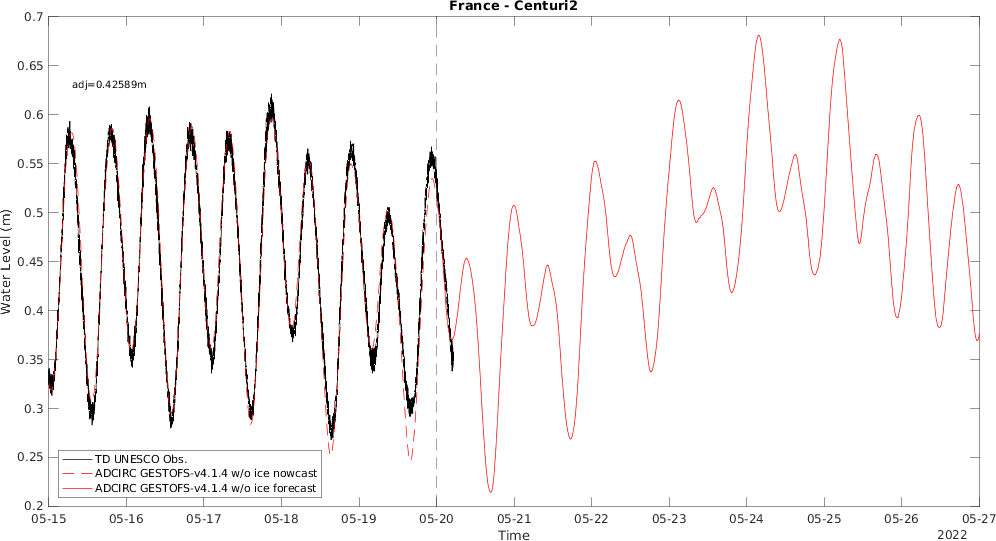 France - Centuri2
0.7
0.65
0.6
0.55
0.5
0.45
0.4
0.35
0.3
0.25
0.2
Water Level (m)
adj=0.42589m
TD UNESCO Obs.
ADCIRC GESTOFS-v4.1.4 w/o ice nowcast
ADCIRC GESTOFS-v4.1.4 w/o ice forecast
05-15 05-16 05-17 05-18 05-19 05-20 05-21 05-22 05-23 05-24 05-25 05-26 05-27
Time
2022